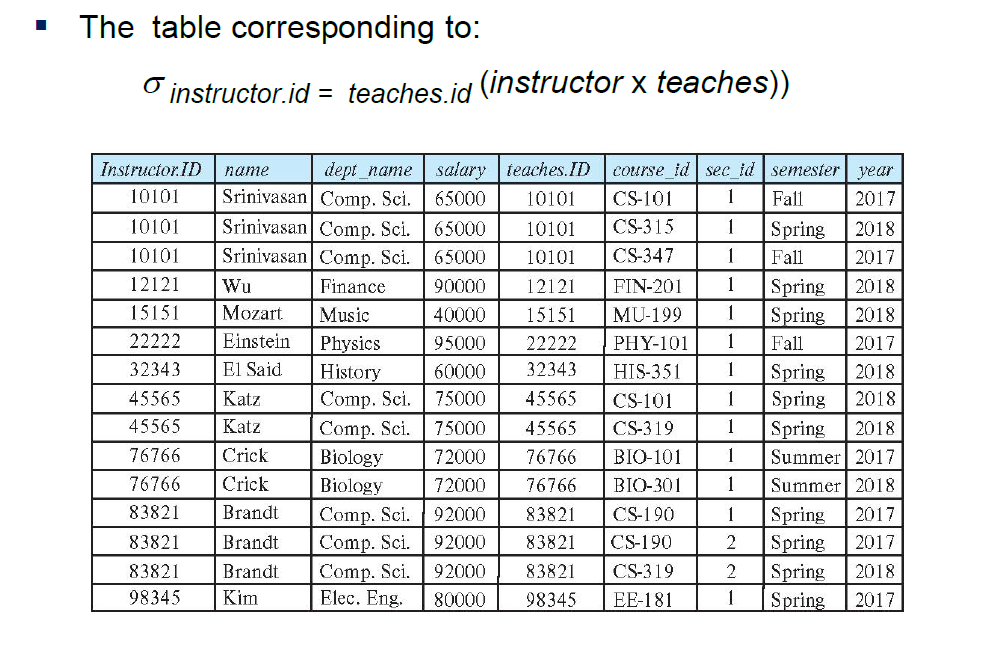 ▪ The table corresponding to:
σ instructor.id = teaches.id (instructor x teaches))
Instructor.ID name dept_name salary teaches.ID course_id sec_id semester year
10101 Srinivasan Comp. Sci. 65000 10101 CS-101 1 Fall 2017
10101 Srinivasan Comp. Sci. 65000 10101 CS-315 1 Spring 2018
10101 Srinivasan Comp. Sci. 65000 10101 CS-347 1 Fall 2017
12121 Wu Finance 90000 12121 FIN-201 1 Spring 2018
15151 Mozart Music 40000 15151 MU-199 1 Spring 2018
22222 Einstein Physics 95000 22222 PHY-101 1 Fall 2017
32343 El Said History 60000 32343 HIS-351 1 Spring 2018
45565 Katz Comp. Sci. 75000 45565 CS-101 1 Spring 2018
45565 Katz Comp. Sci. 75000 45565 CS-319 1 Spring 2018
76766 Crick Biology 72000 76766 BIO-101 1 Summer 2017
76766 Crick Biology 72000 76766 BIO-301 1 Summer 2018
83821 Brandt Comp. Sci. 92000 83821 CS-190 1 Spring 2017
83821 Brandt Comp. Sci. 92000 83821 CS-190 2 Spring 2017
83821 Brandt Comp. Sci. 92000 83821 CS-319 2 Spring 2018
98345 Kim Elec. Eng. 80000 98345 EE-181 1 Spring 2017